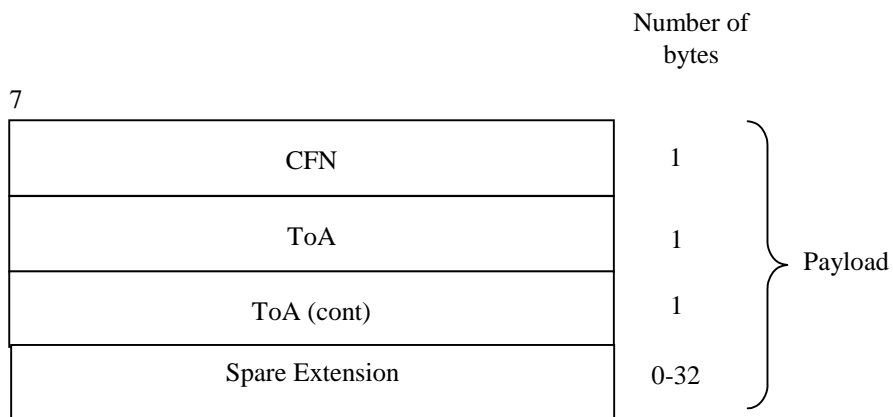 Number of
bytes
7
CFN 1
ToA 1
ToA (cont) 1
Payload
Spare Extension 0-32